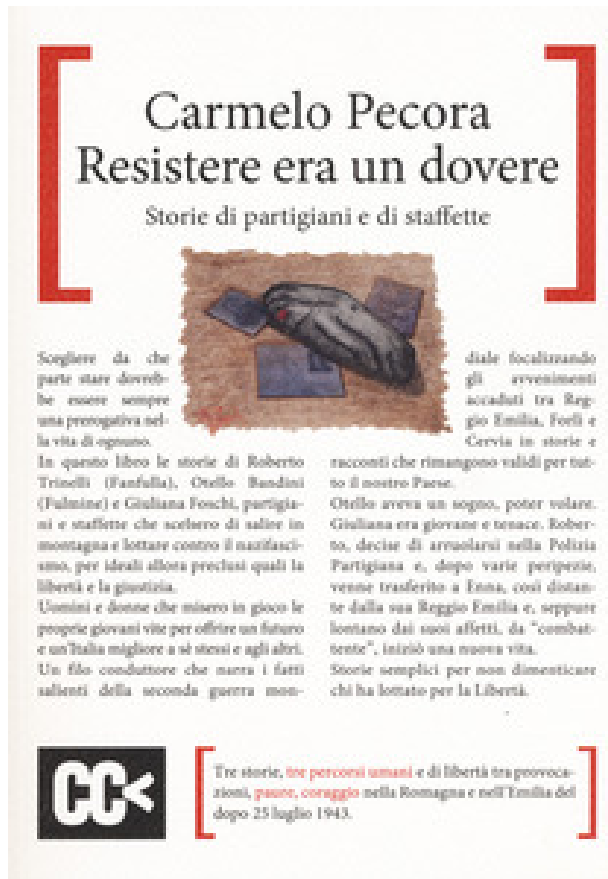 Carmelo Pecora
Resistere era un dovere
Storie di partigiani e di staffette
Scegliere da che
parte stare dovreb-
be essere sempre
una prerogativa nel-
la vita di ognuno.
In questo libro le storie di Roberto
Trinelli (Fanfulla), Otello Bandini
(Fulmine) e Giuliana Foschi, partigia-
ni e staffette che scelsero di salire in
montagna e lottare contro il nazifasci-
smo, per ideali allora preclusi quali la
libertà e la giustizia.
Uomini e donne che misero in gioco le
proprie giovani vite per offrire un futuro
e un'Italia migliore a sè stessi e agli altri.
Un filo conduttore che narra i fatti
salienti della seconda guerra mon-
diale focalizzando
gli avvenimenti
accaduti tra Reg-
gio Emilia, Forlì e
Cervia in storie e
racconti che rimangono validi per tut-
to il nostro Paese.
Otello aveva un sogno, poter volare.
Giuliana era giovane e tenace. Rober-
to, decise di arruolarsi nella Polizia
Partigiana e, dopo varie peripezie,
venne trasferito a Enna, così distan-
te dalla sua Reggio Emilia e, seppure
lontano dai suoi affetti, da "combat-
tente", iniziò una nuova vita.
Storie semplici per non dimenticare
chi ha lottato per la Libertà.
CC<
Tre storie, tre percorsi umani e di libertà tra provoca-
zioni, paure, coraggio nella Romagna e nell'Emilia del
dopo 25 luglio 1943.